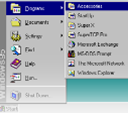 Programs
Documents
Settings
Find
Help
Run...
Shut Down...
Start
Accessories
StartUp
SuperX
SuperTCP Pro
Microsoft Exchange
MS-DOS Prompt
The Microsoft Network
Windows Explorer